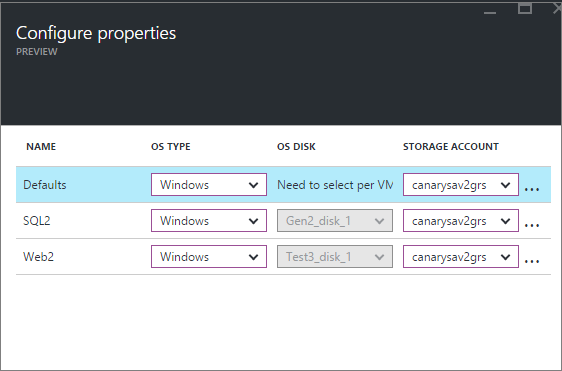 Configure properties
PREVIEW
NAME OS TYPE OS DISK STORAGE ACCOUNT
Defaults Windows Need to select per VM canarysav2grs ...
SQL2 Windows Gen2_disk_1 canarysav2grs ...
Web2 Windows Test3_disk_1 canarysav2grs ...